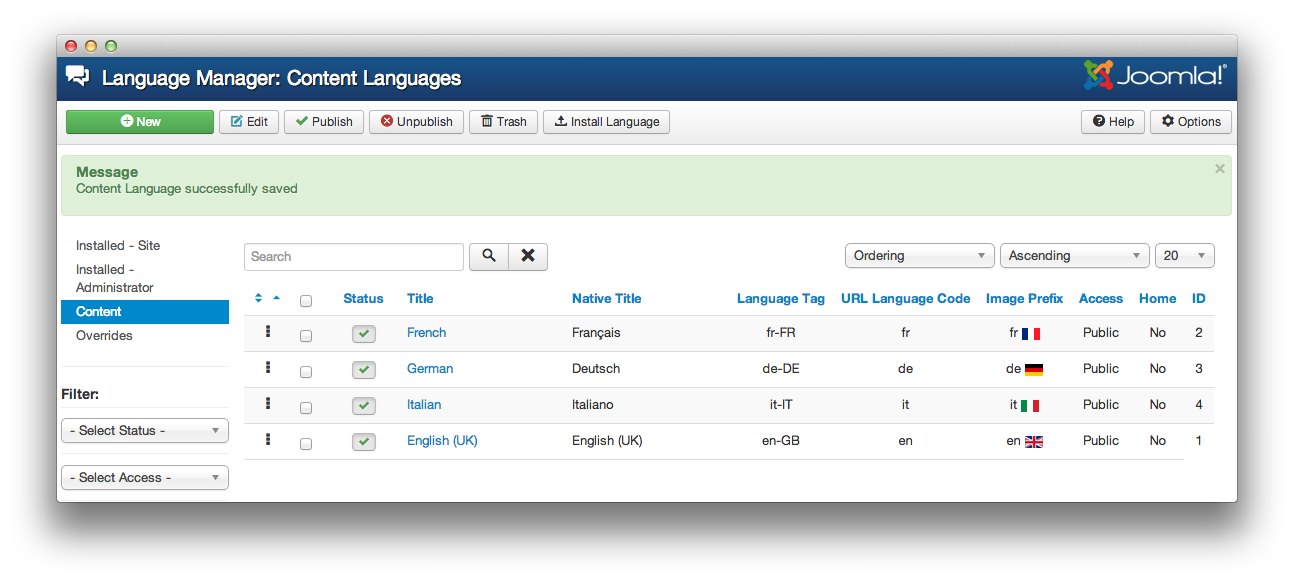 Language Manager: Content Languages
Joomla!®
New Edit Publish Unpublish Trash Install Language Help Options
Message
Content Language successfully saved
×
Installed - Site
Installed -
Administrator
Content
Overrides
Filter:
- Select Status -
- Select Access -
Search Ordering Ascending 20
Status Title Native Title Language Tag URL Language Code Image Prefix Access Home ID
French Français fr-FR fr fr Public No 2
German Deutsch de-DE de de Public No 3
Italian Italiano it-IT it it Public No 4
English (UK) English (UK) en-GB en en Public No 1